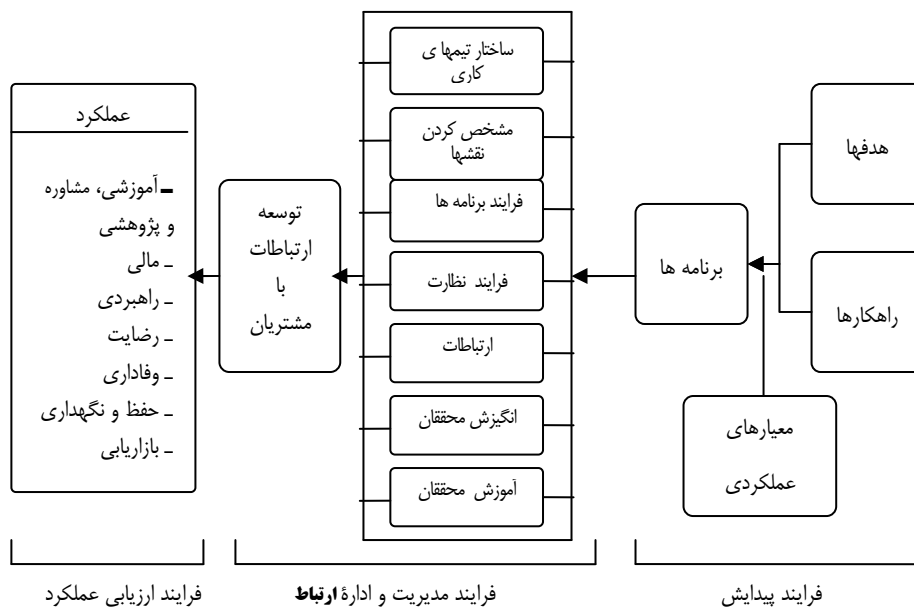 هدفها
راهکارها
معیارهای
عملکردی
برنامه ها
ساختار تیمها ی
کاری
مشخص کردن
نقشها
فرایند برنامه ها
فرایند نظارت
ارتباطات
انگیزش محققان
آموزش محققان
توسعه
ارتباطات
با
مشتریان
عملکرد
ـ آموزشی، مشاوره
و پژوهشی
ـ مالی
ـ راهبردی
ـ رضایت
ـ وفاداری
ـ حفظ و نگهداری
ـ بازاریابی
فرایند پیدایش
فرایند مدیریت و ادارۀ ارتباط
فرایند ارزیابی عملکرد